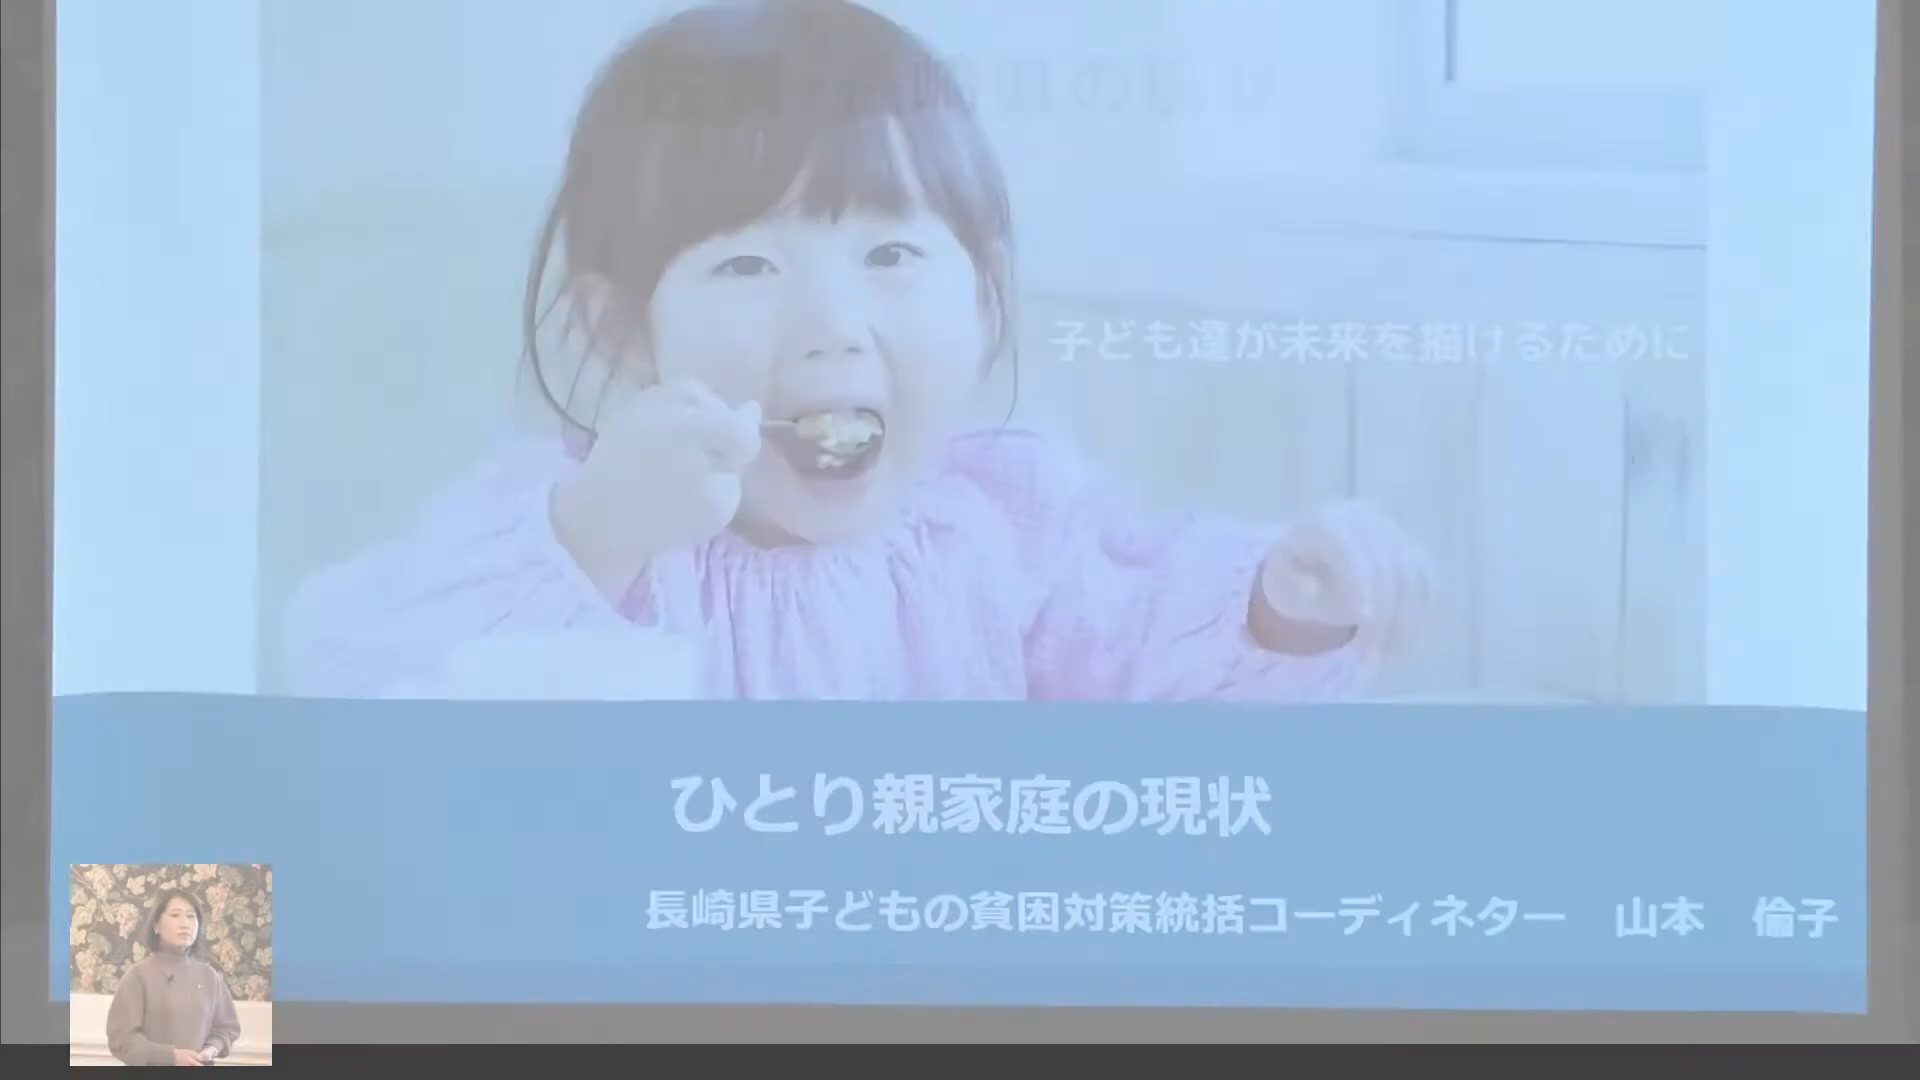 子ども達が未来を描けるために
ひとり親家庭の現状
長崎県子どもの貧困対策統括コーディネター 山本 倫子